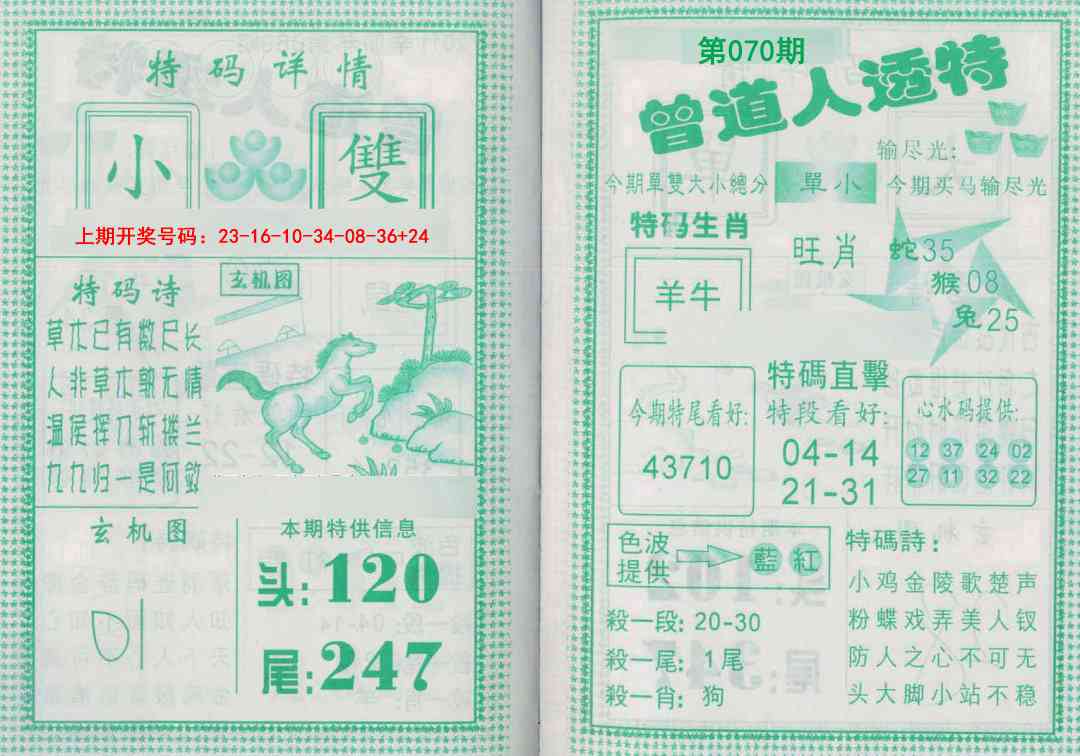 特码详情
小 雙
上期开奖号码：23-16-10-34-08-36+24
特码诗
玄机图
草木已有数尺长
人非草木朝无情
温侯挥刀斩楼兰
九九归一是何数
玄机图
本期特供信息
头:120
尾:247
第070期
曾道人透特
输尽光:
今期單雙大小總分 單小 今期买马输尽光
特码生肖
羊牛
旺肖
蛇35
猴08
兔25
今期特尾看好:
43710
特碼直擊
特段看好:
04-14
21-31
心水码提供:
12 37 24 02
27 11 32 22
色波
提供
藍 紅
殺一段: 20-30
殺一尾: 1尾
殺一肖: 狗
特碼詩:
小鸡金陵歌楚声
粉蝶戏弄美人钗
防人之心不可无
头大脚小站不稳